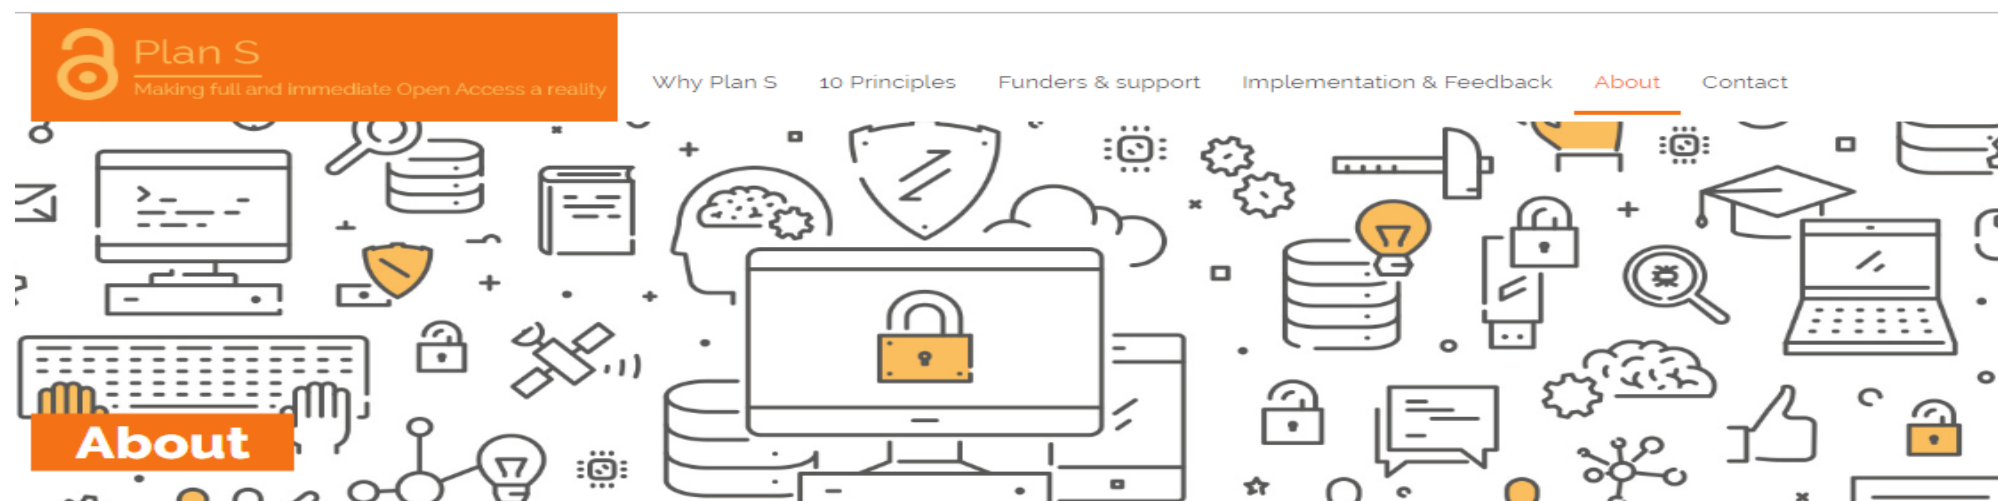 Plan S
Making full and immediate Open Access a reality
Why Plan S 10 Principles Funders & support Implementation & Feedback About Contact
About